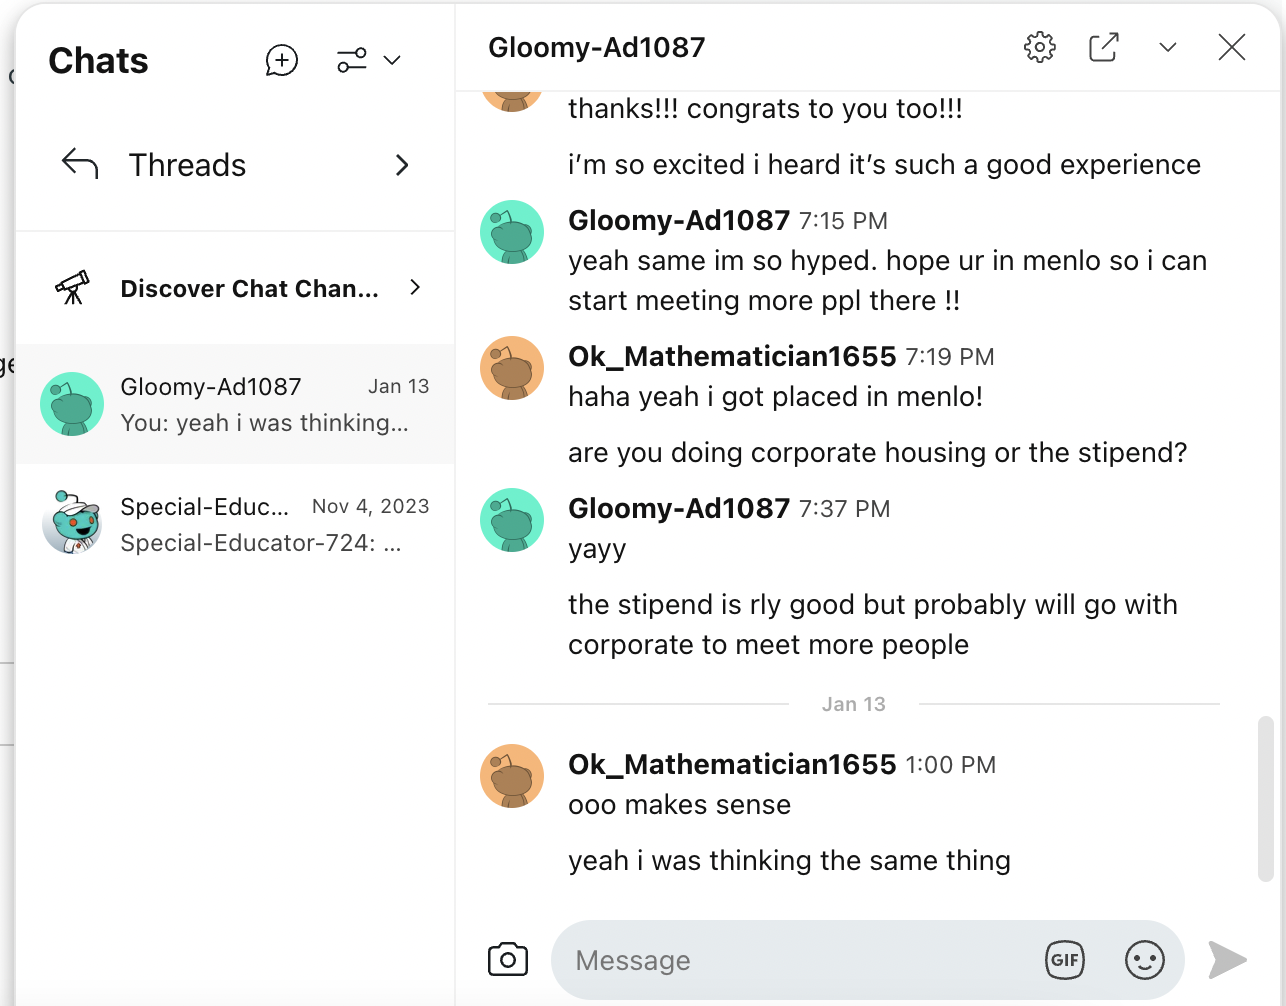 Chats
Threads
Discover Chat Chan...
Gloomy-Ad1087 Jan 13
You: yeah i was thinking...
Special-Educ... Nov 4, 2023
Special-Educator-724: ...
Gloomy-Ad1087
thanks!!! congrats to you too!!!
i’m so excited i heard it’s such a good experience
Gloomy-Ad1087 7:15 PM
yeah same im so hyped. hope ur in menlo so i can
start meeting more ppl there !!
Ok_Mathematician1655 7:19 PM
haha yeah i got placed in menlo!
are you doing corporate housing or the stipend?
Gloomy-Ad1087 7:37 PM
yayy
the stipend is rly good but probably will go with
corporate to meet more people
Jan 13
Ok_Mathematician1655 1:00 PM
ooo makes sense
yeah i was thinking the same thing
Message
GIF